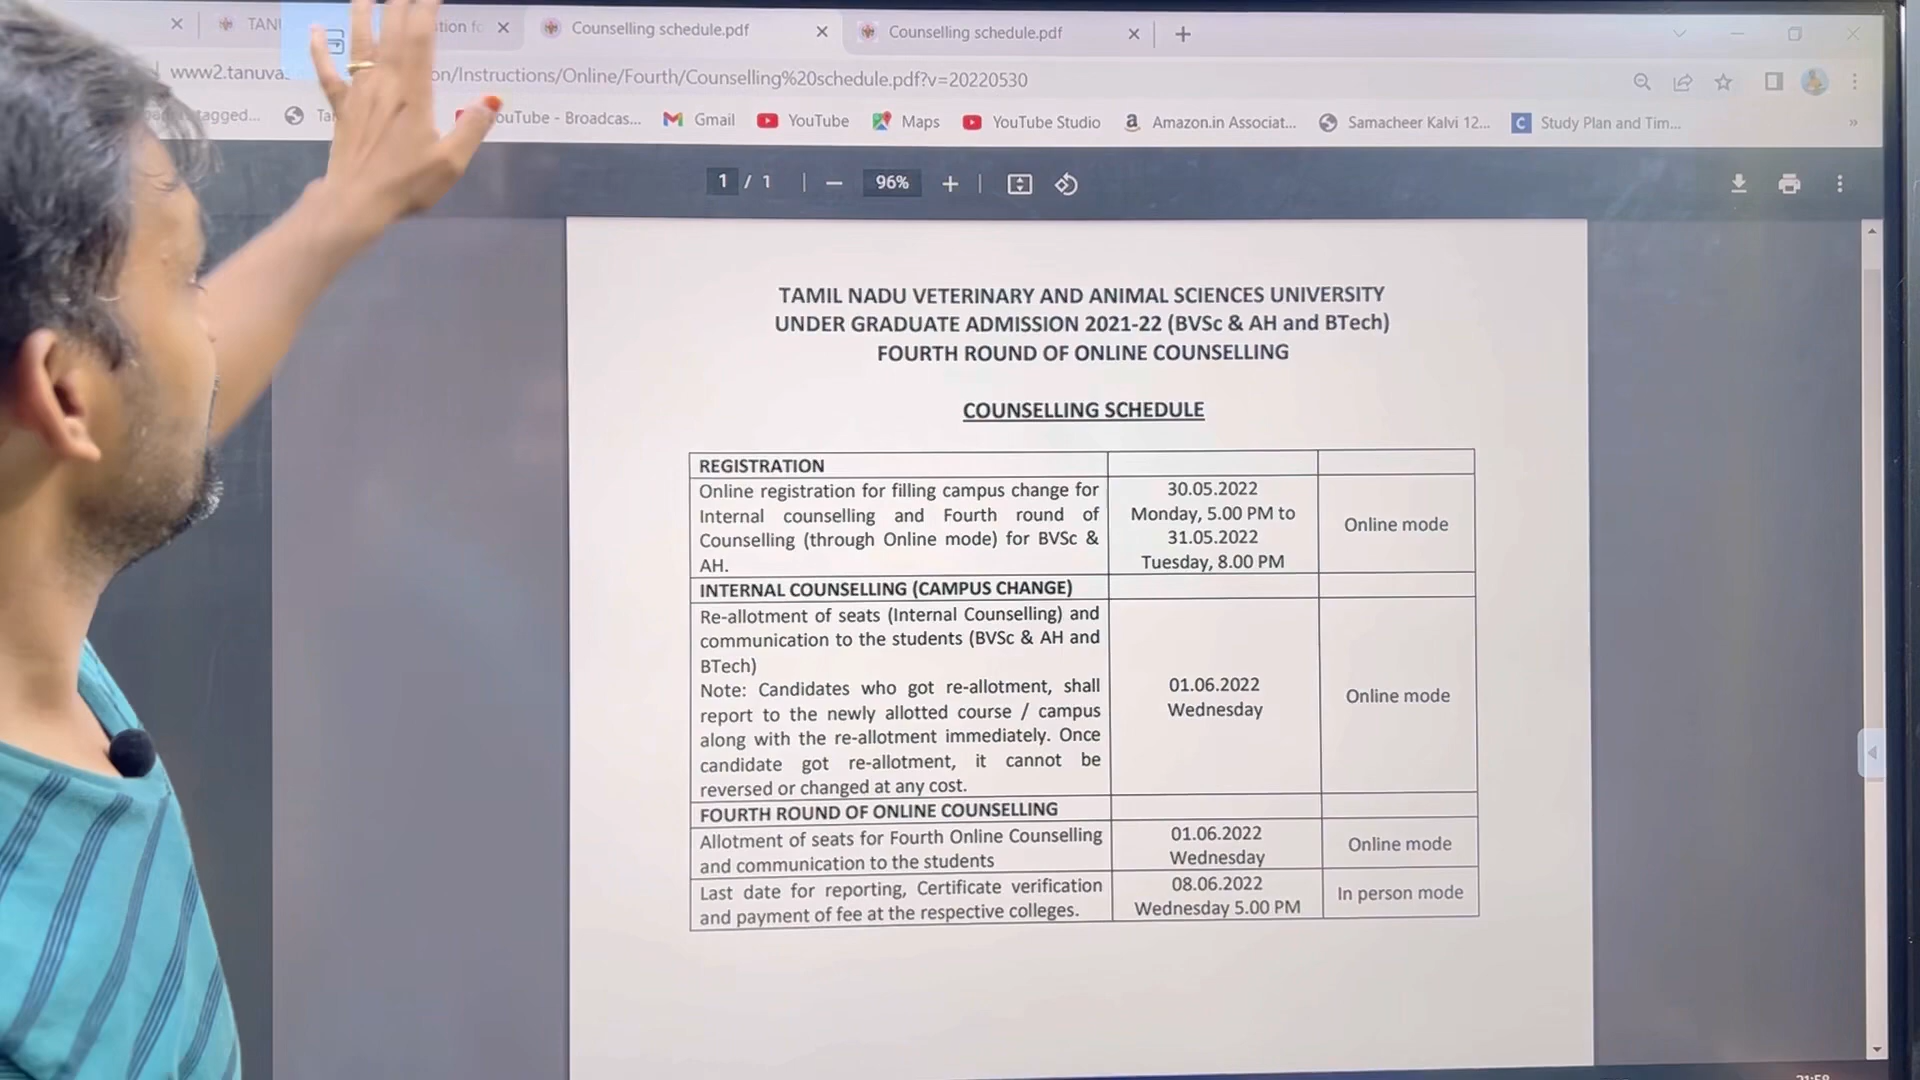 TANU
tion fo
Counselling schedule.pdf
Counselling schedule.pdf
www2.tanuva
on/Instructions/Online/Fourth/Counselling%20schedule.pdf?v=20220530
tagged...
YouTube - Broadcas...
Gmail
YouTube
Maps
YouTube Studio
Amazon.in Associat...
Samacheer Kalvi 12...
Study Plan and Tim...
1 / 1
96%
TAMIL NADU VETERINARY AND ANIMAL SCIENCES UNIVERSITY
UNDER GRADUATE ADMISSION 2021-22 (BVSc & AH and BTech)
FOURTH ROUND OF ONLINE COUNSELLING
COUNSELLING SCHEDULE
REGISTRATION
Online registration for filling campus change for
Internal counselling and Fourth round of
Counselling (through Online mode) for BVSc &
AH.
30.05.2022
Monday, 5.00 PM to
31.05.2022
Tuesday, 8.00 PM
Online mode
INTERNAL COUNSELLING (CAMPUS CHANGE)
Re-allotment of seats (Internal Counselling) and
communication to the students (BVSc & AH and
BTech)
Note: Candidates who got re-allotment, shall
report to the newly allotted course / campus
along with the re-allotment immediately. Once
candidate got re-allotment, it cannot be
reversed or changed at any cost.
01.06.2022
Wednesday
Online mode
FOURTH ROUND OF ONLINE COUNSELLING
Allotment of seats for Fourth Online Counselling
and communication to the students
01.06.2022
Wednesday
Online mode
Last date for reporting, Certificate verification
and payment of fee at the respective colleges.
08.06.2022
Wednesday 5.00 PM
In person mode